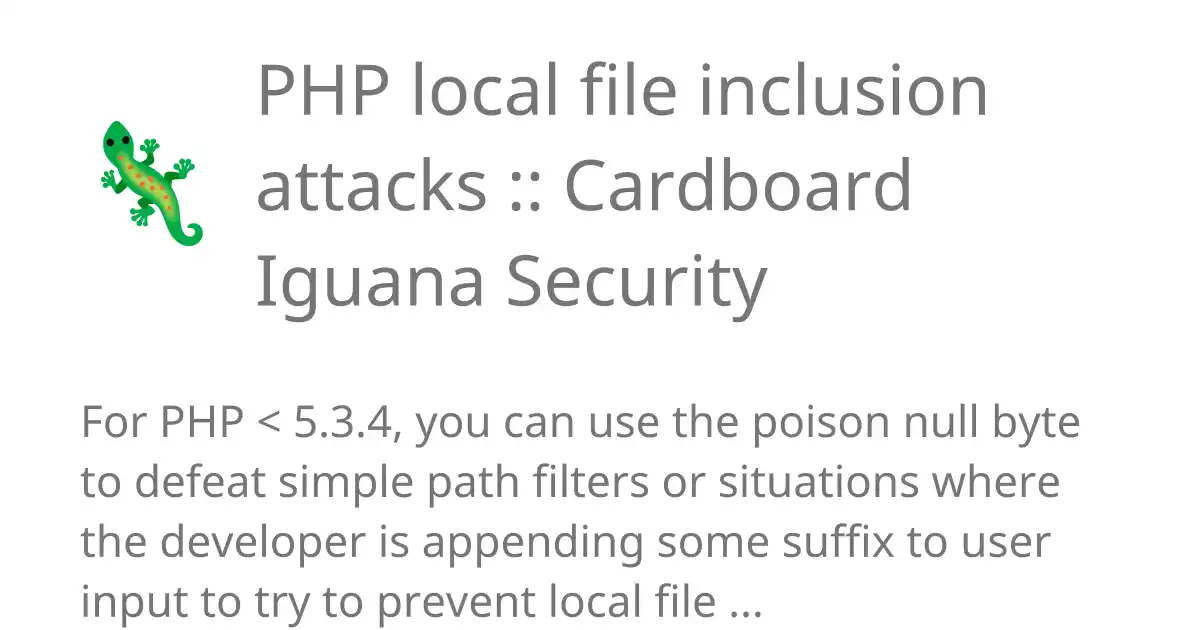 PHP local file inclusion
attacks :: Cardboard
Iguana Security
For PHP < 5.3.4, you can use the poison null byte
to defeat simple path filters or situations where
the developer is appending some suffix to user
input to try to prevent local file ...